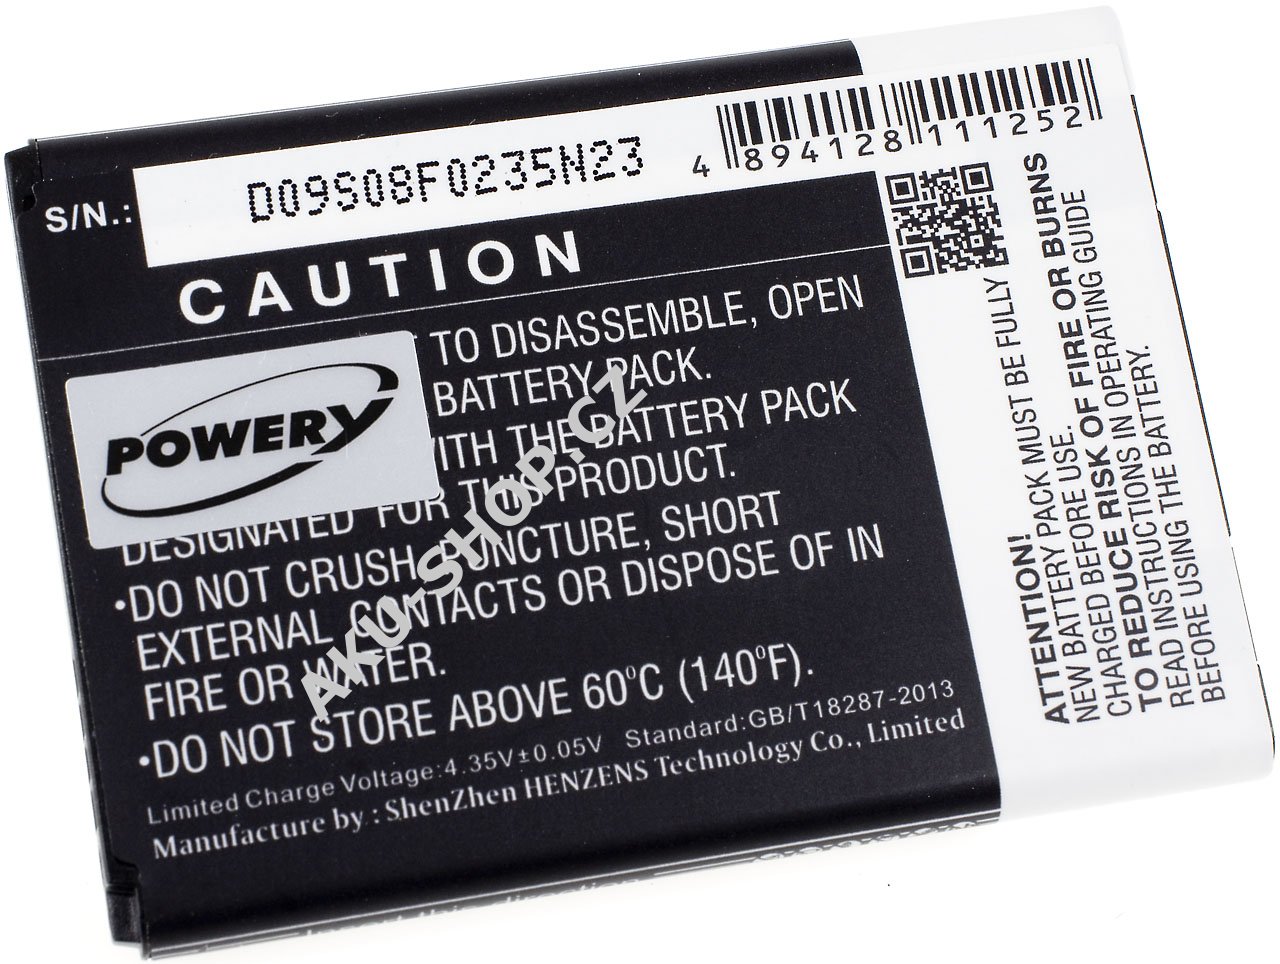 S/N.: D09S08F0235N23
4 894128 111252
CAUTION
TO DISASSEMBLE, OPEN
BATTERY PACK.
WITH THE BATTERY PACK
DESIGNATED FOR THIS PRODUCT.
•DO NOT CRUSH, PUNCTURE, SHORT
EXTERNAL CONTACTS OR DISPOSE OF IN
FIRE OR WATER.
•DO NOT STORE ABOVE 60°C (140°F).
Limited Charge Voltage:4.35V±0.05V Standard:GB/T18287-2013
Manufacture by.: ShenZhen HENZENS Technology Co., Limited
POWERY
AKU-SHOP.CZ
ATTENTION!
NEW BATTERY PACK MUST BE FULLY
CHARGED BEFORE USE.
TO REDUCE RISK OF FIRE OR BURNS
READ INSTRUCTIONS IN OPERATING GUIDE
BEFORE USING THE BATTERY.
Insert this direction